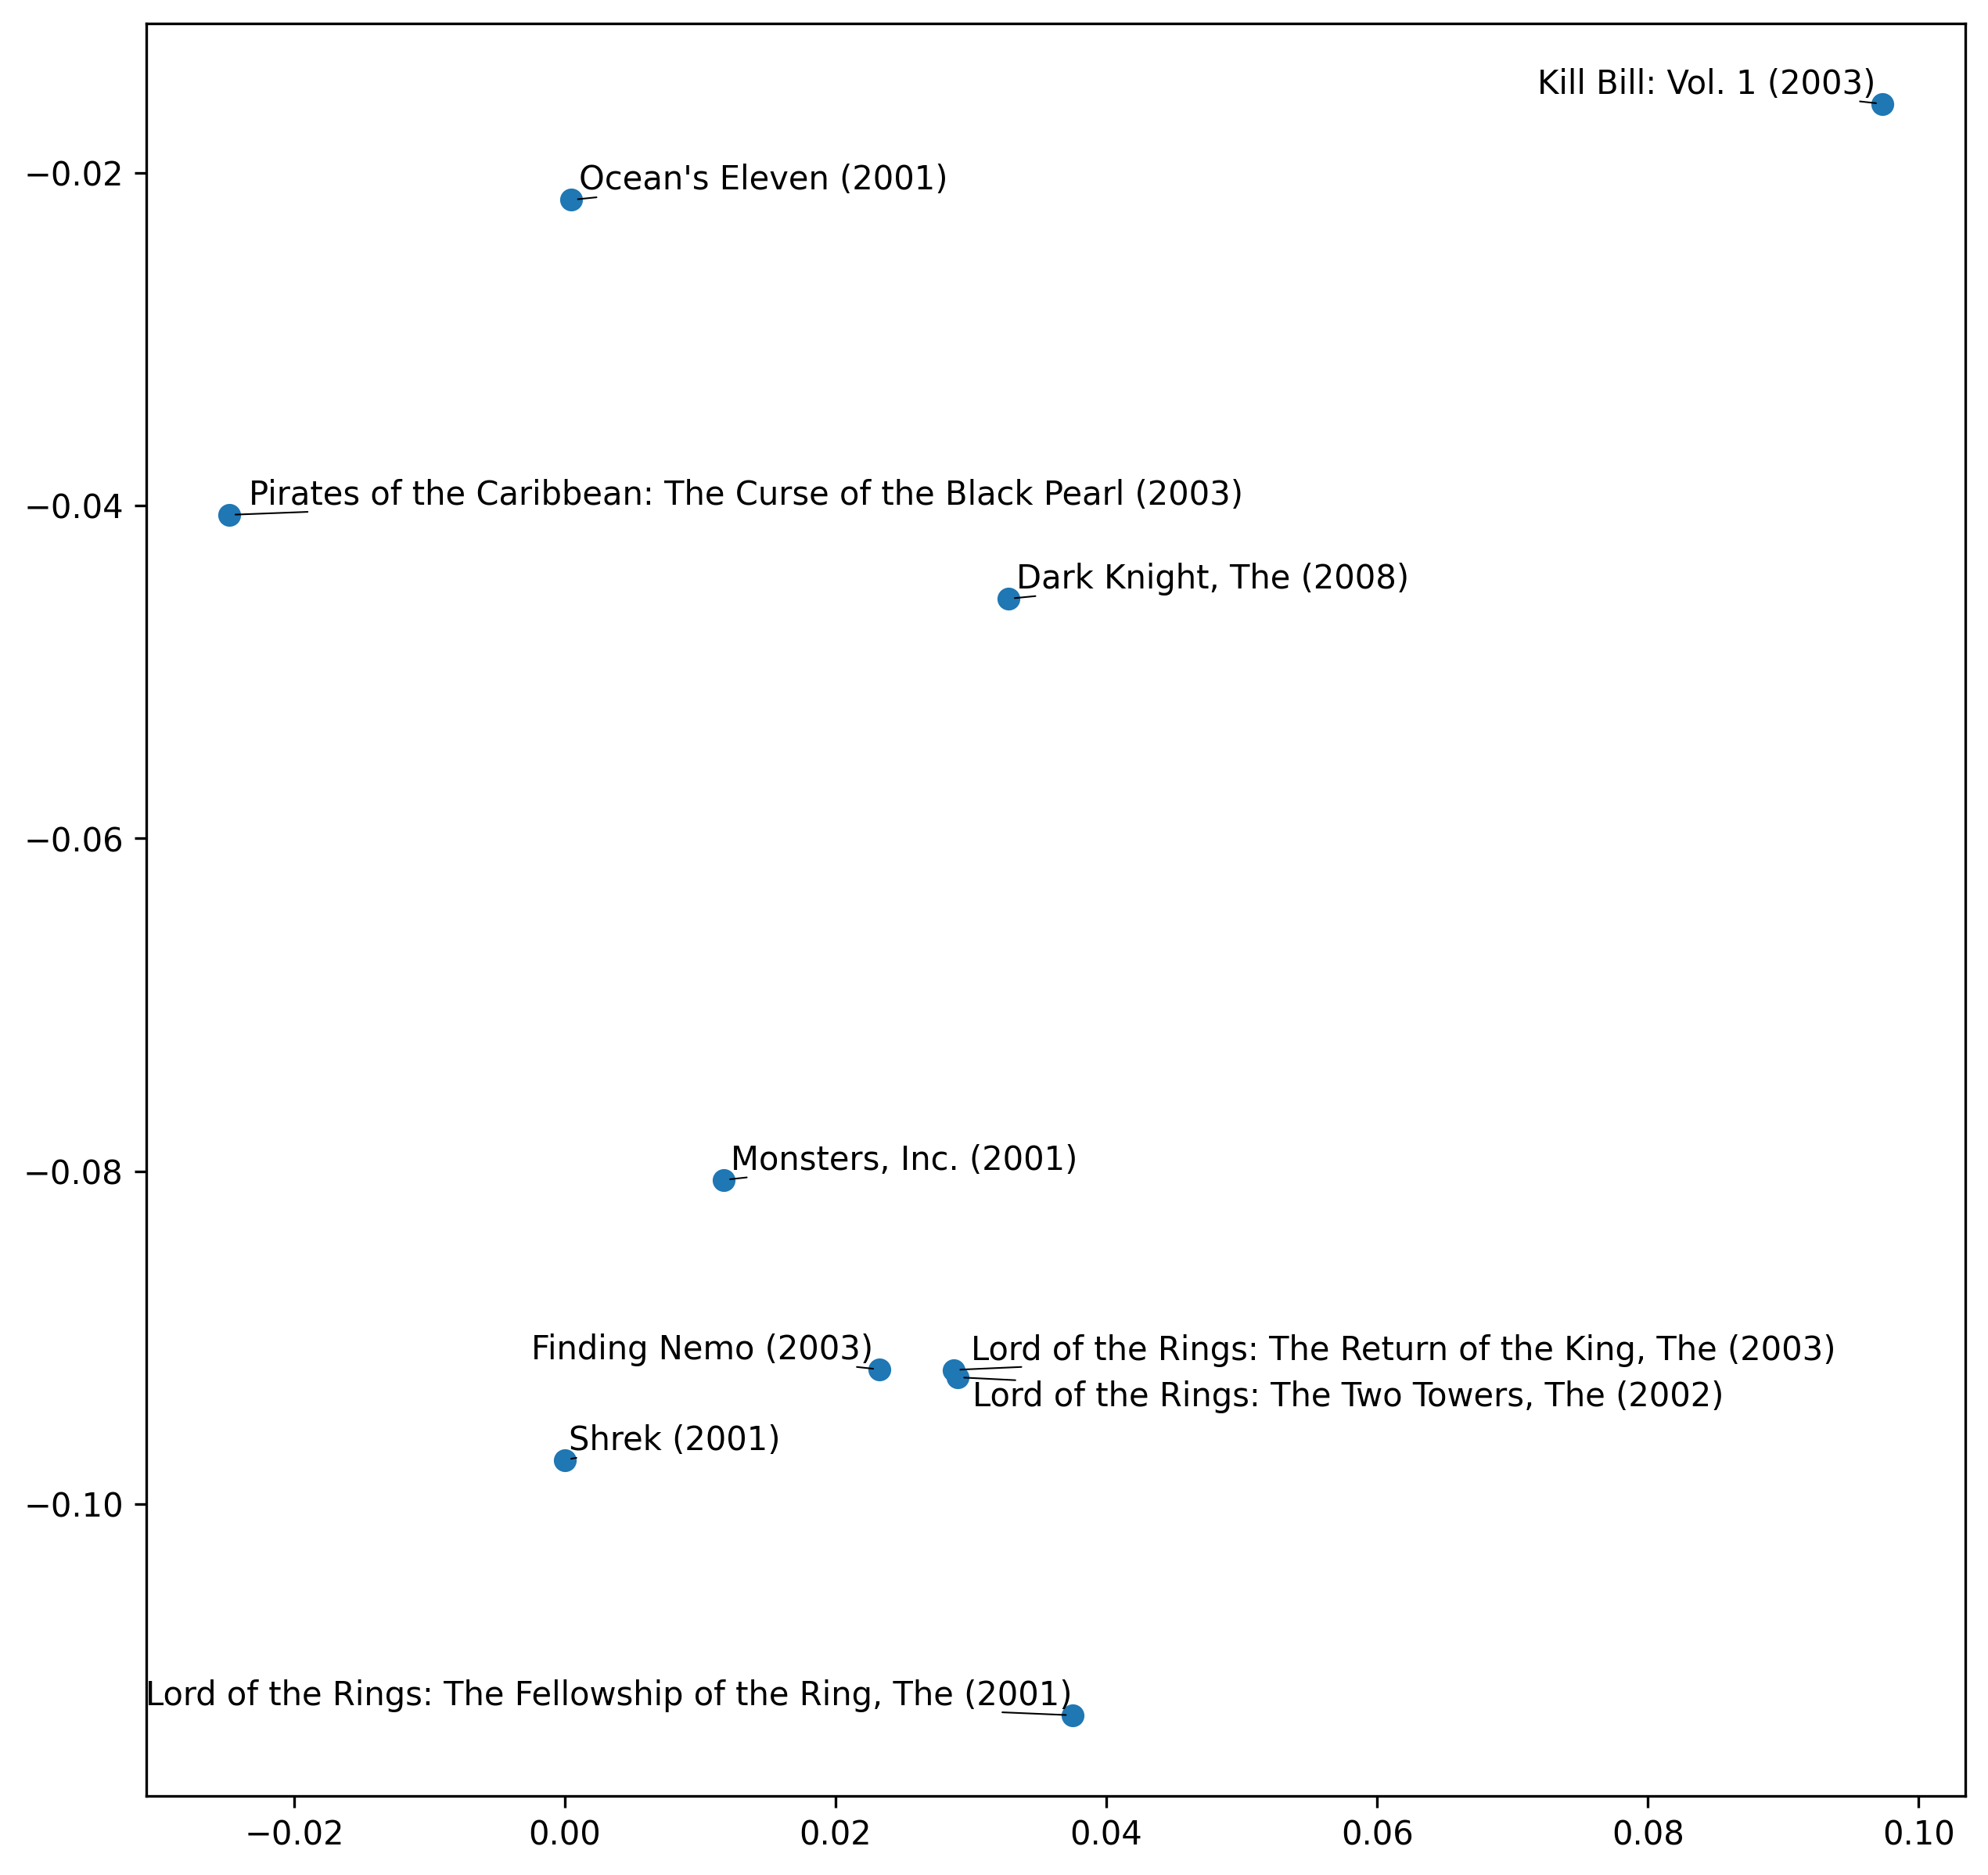 Kill Bill: Vol. 1 (2003)
−0.02
Ocean's Eleven (2001)
Pirates of the Caribbean: The Curse of the Black Pearl (2003)
−0.04
Dark Knight, The (2008)
−0.06
Monsters, Inc. (2001)
−0.08
Finding Nemo (2003)
Lord of the Rings: The Return of the King, The (2003)
Lord of the Rings: The Two Towers, The (2002)
Shrek (2001)
−0.10
Lord of the Rings: The Fellowship of the Ring, The (2001)
−0.02 0.00 0.02 0.04 0.06 0.08 0.10